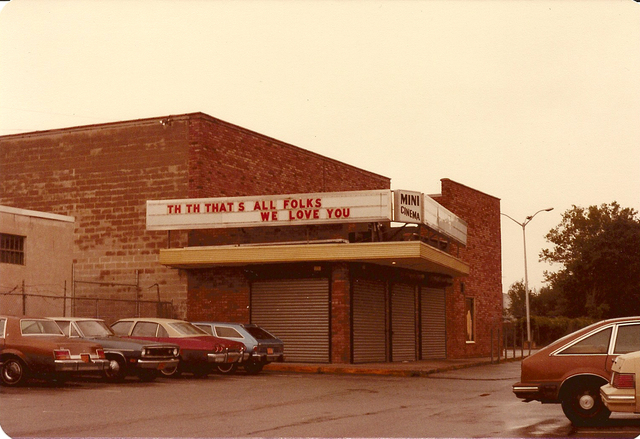 TH TH THAT S ALL FOLKS
WE LOVE YOU
MINI
CINEMA